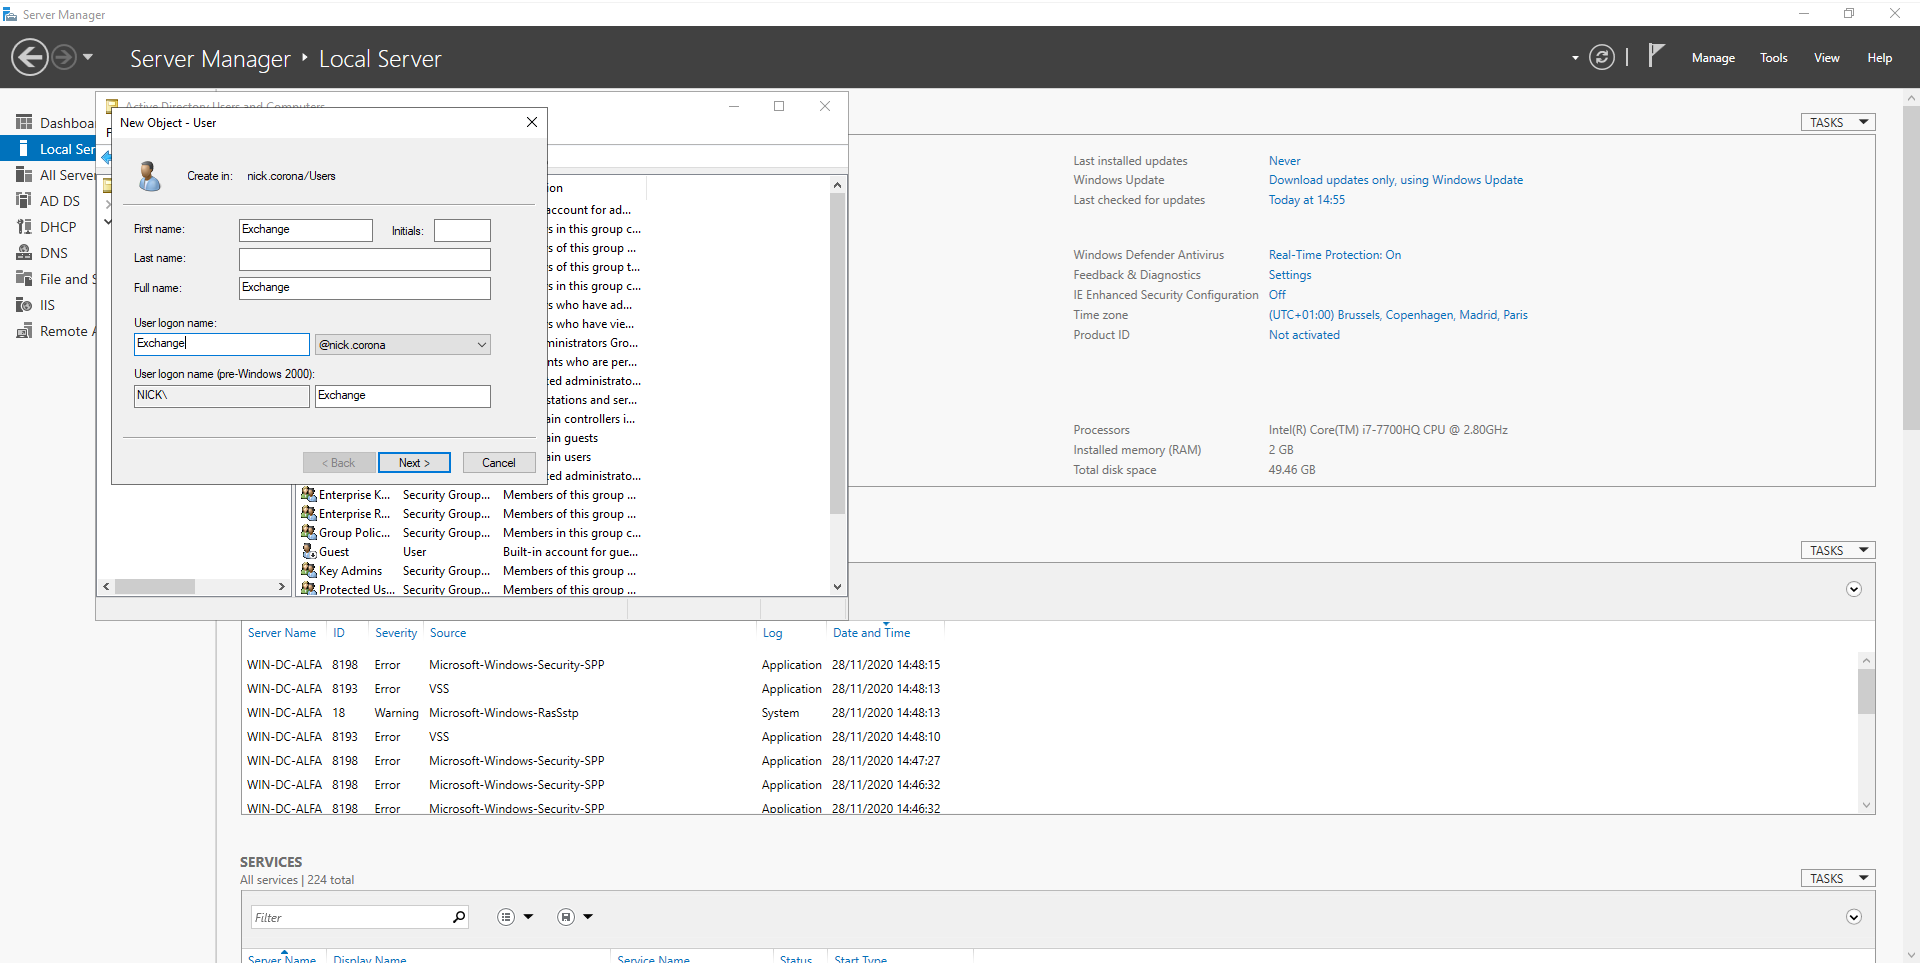 Server Manager
Server Manager ‣ Local Server
Manage Tools View Help
Dashboa
Local Ser
All Server
AD DS
DHCP
DNS
File and S
IIS
Remote A
Active Directory Users and Computers
New Object - User
Create in: nick.corona/Users
First name: Exchange Initials:
Last name:
Full name: Exchange
User logon name:
Exchange @nick.corona
User logon name (pre-Windows 2000):
NICK\ Exchange
< Back Next > Cancel
ion
account for ad...
s in this group c...
s of this group ...
s of this group t...
s in this group c...
s who have ad...
s who have vie...
ministrators Gro...
nts who are per...
ed administrato...
stations and ser...
ain controllers i...
ain guests
ain users
ed administrato...
Enterprise K... Security Group... Members of this group ...
Enterprise R... Security Group... Members of this group ...
Group Polic... Security Group... Members in this group c...
Guest User Built-in account for gue...
Key Admins Security Group... Members of this group ...
Protected Us... Security Group... Members of this group ...
TASKS
Last installed updates Never
Windows Update Download updates only, using Windows Update
Last checked for updates Today at 14:55
Windows Defender Antivirus Real-Time Protection: On
Feedback & Diagnostics Settings
IE Enhanced Security Configuration Off
Time zone (UTC+01:00) Brussels, Copenhagen, Madrid, Paris
Product ID Not activated
Processors Intel(R) Core(TM) i7-7700HQ CPU @ 2.80GHz
Installed memory (RAM) 2 GB
Total disk space 49.46 GB
TASKS
Server Name ID Severity Source Log Date and Time
WIN-DC-ALFA 8198 Error Microsoft-Windows-Security-SPP Application 28/11/2020 14:48:15
WIN-DC-ALFA 8193 Error VSS Application 28/11/2020 14:48:13
WIN-DC-ALFA 18 Warning Microsoft-Windows-RasSstp System 28/11/2020 14:48:13
WIN-DC-ALFA 8193 Error VSS Application 28/11/2020 14:48:10
WIN-DC-ALFA 8198 Error Microsoft-Windows-Security-SPP Application 28/11/2020 14:47:27
WIN-DC-ALFA 8198 Error Microsoft-Windows-Security-SPP Application 28/11/2020 14:46:32
WIN-DC-ALFA 8198 Error Microsoft-Windows-Security-SPP Application 28/11/2020 14:46:32
SERVICES
All services | 224 total
TASKS
Filter
Server Name Display Name Service Name Status Start Type